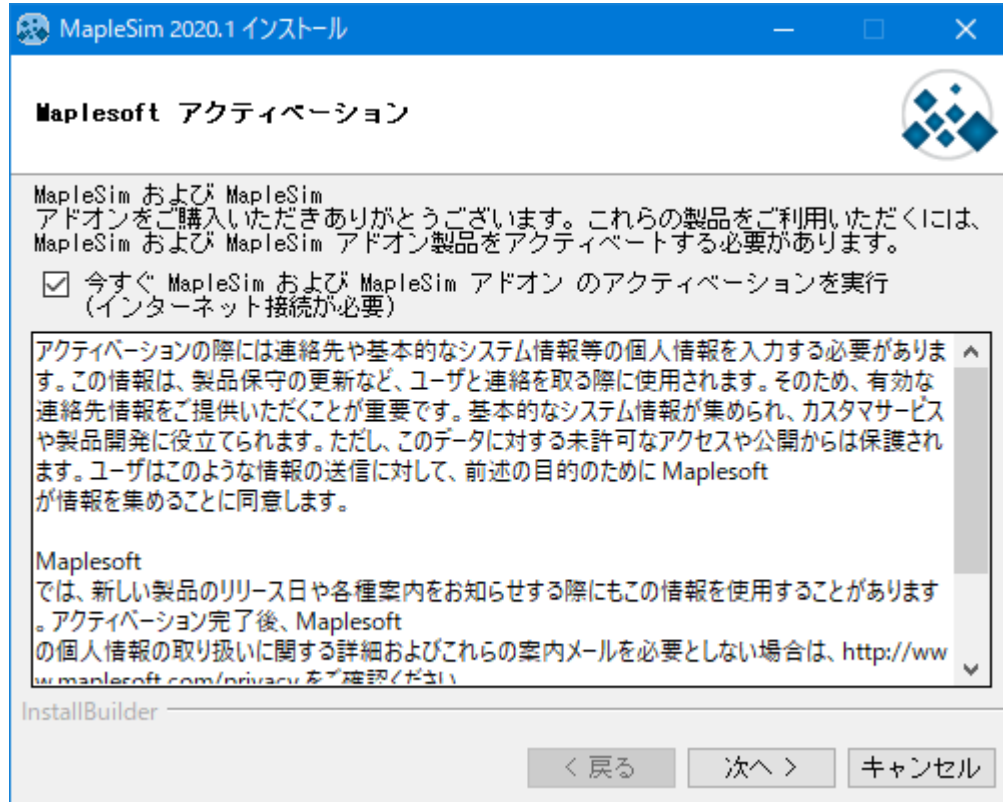 MapleSim 2020.1 インストール
Maplesoft アクティベーション
MapleSim および MapleSim
アドオンをご購入いただきありがとうございます。これらの製品をご利用いただくには、
MapleSim および MapleSim アドオン製品をアクティベートする必要があります。
今すぐ MapleSim および MapleSim アドオン のアクティベーションを実行
(インターネット接続が必要)
アクティベーションの際には連絡先や基本的なシステム情報等の個人情報を入力する必要がありま
す。この情報は、製品保守の更新など、ユーザと連絡を取る際に使用されます。そのため、有効な
連絡先情報をご提供いただくことが重要です。基本的なシステム情報が集められ、カスタマサービス
や製品開発に役立てられます。ただし、このデータに対する未許可なアクセスや公開からは保護され
ます。ユーザはこのような情報の送信に対して、前述の目的のために Maplesoft
が情報を集めることに同意します。
Maplesoft
では、新しい製品のリリース日や各種案内をお知らせする際にもこの情報を使用することがあります
。アクティベーション完了後、Maplesoft
の個人情報の取り扱いに関する詳細およびこれらの案内メールを必要としない場合は、http://ww
w.maplesoft.com/privacy をご確認ください
InstallBuilder
< 戻る
次へ >
キャンセル